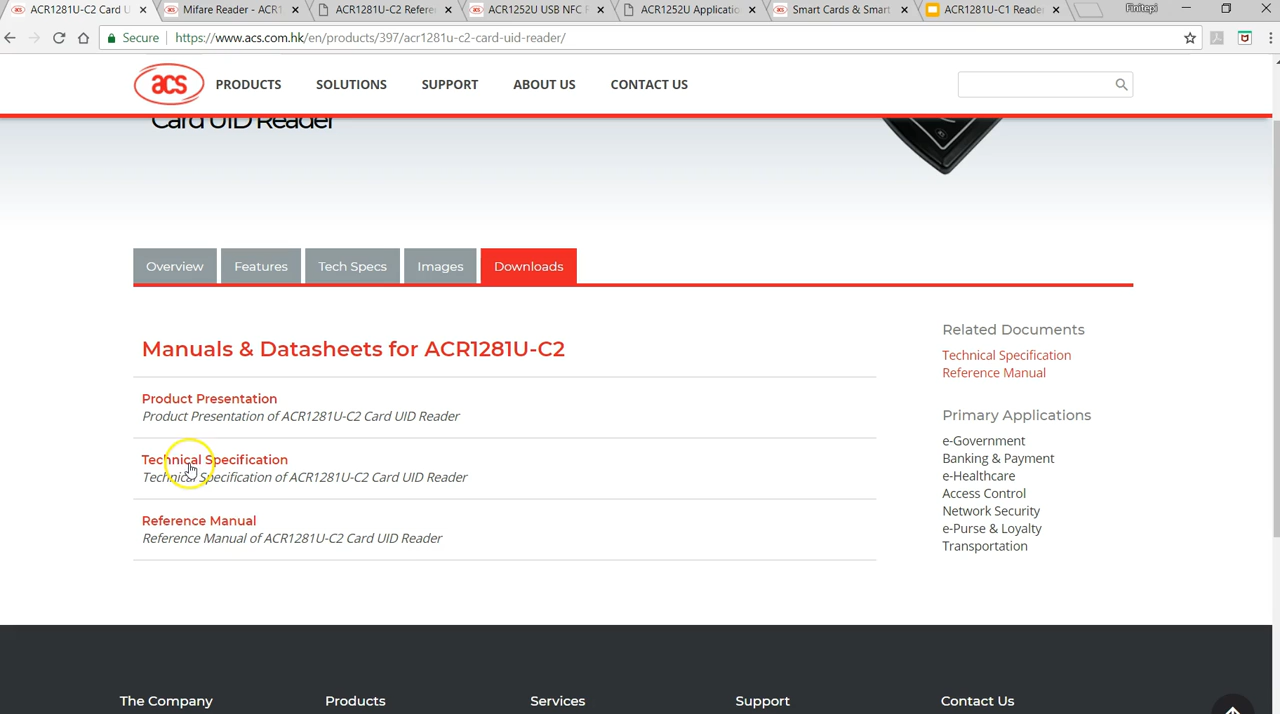 ACR1281U-C2 Card U
Mifare Reader - ACR1
ACR1281U-C2 Refere
ACR1252U USB NFC F
ACR1252U Applicatio
Smart Cards & Smart
ACR1281U-C1 Reade
Finitepi
Secure
https://www.acs.com.hk/en/products/397/acr1281u-c2-card-uid-reader/
acs
PRODUCTS
SOLUTIONS
SUPPORT
ABOUT US
CONTACT US
Card UID Reader
Overview
Features
Tech Specs
Images
Downloads
Manuals & Datasheets for ACR1281U-C2
Product Presentation
Product Presentation of ACR1281U-C2 Card UID Reader
Technical Specification
Technical Specification of ACR1281U-C2 Card UID Reader
Reference Manual
Reference Manual of ACR1281U-C2 Card UID Reader
Related Documents
Technical Specification
Reference Manual
Primary Applications
e-Government
Banking & Payment
e-Healthcare
Access Control
Network Security
e-Purse & Loyalty
Transportation
The Company
Products
Services
Support
Contact Us